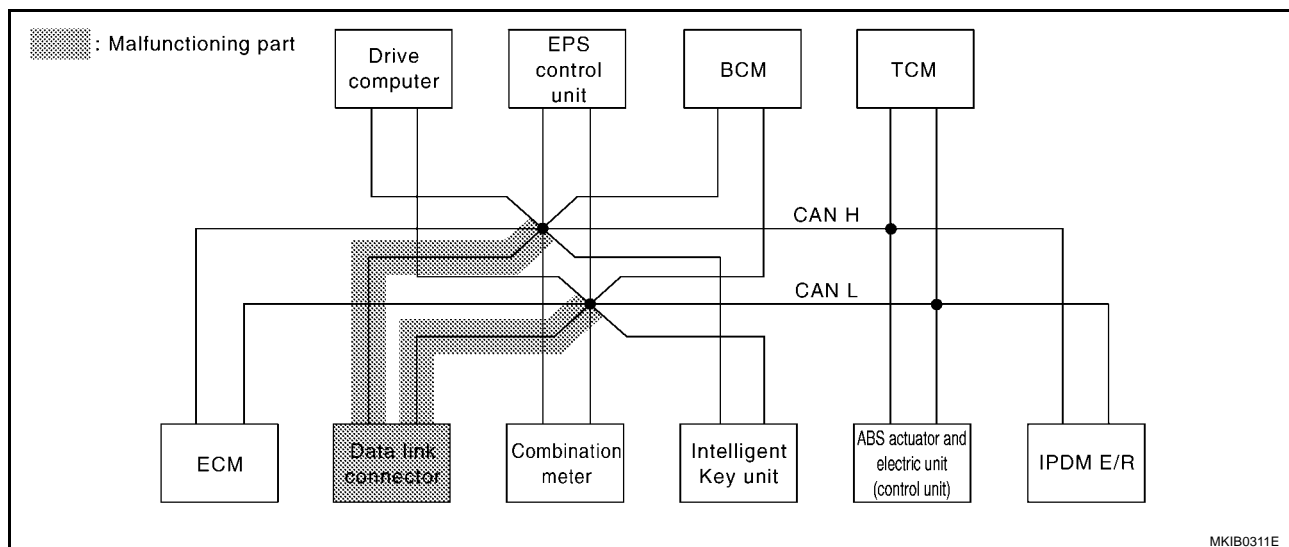 : Malfunctioning part
Drive
computer
EPS
control
unit
BCM
TCM
CAN H
CAN L
ECM
Data link
connector
Combination
meter
Intelligent
Key unit
ABS actuator and
electric unit
(control unit)
IPDM E/R
MKIB0311E